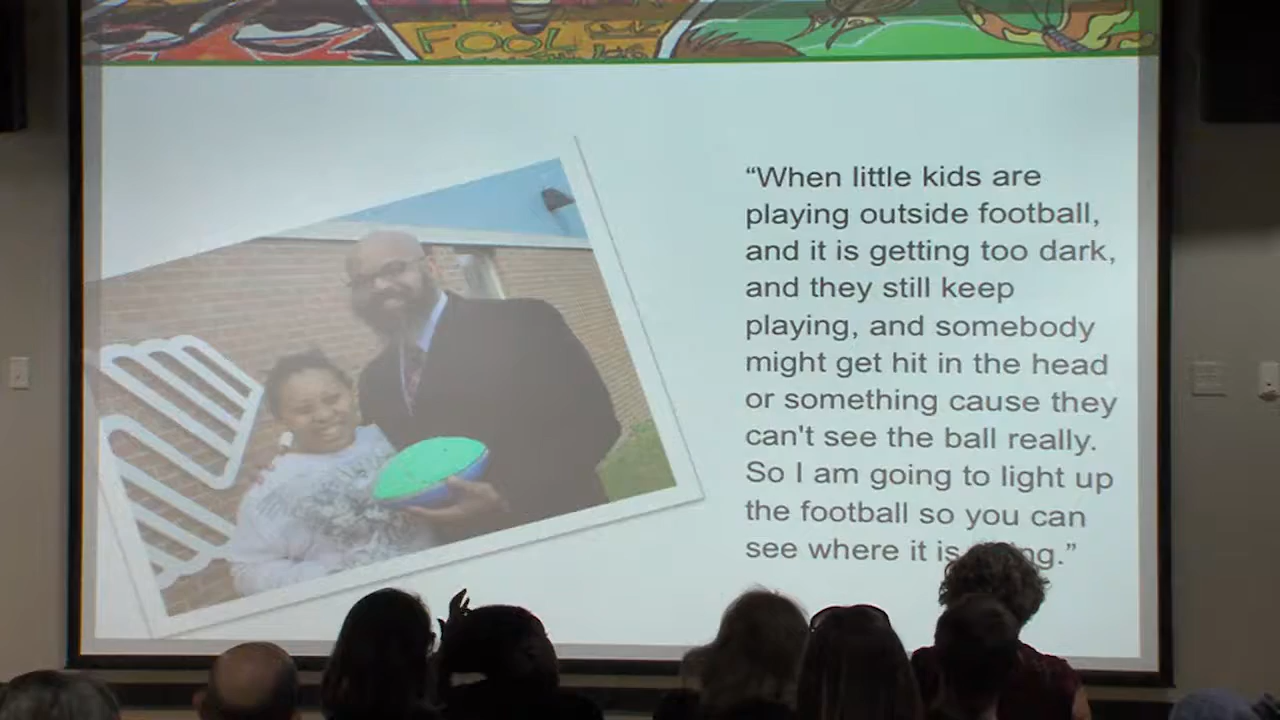 FOOL
“When little kids are
playing outside football,
and it is getting too dark,
and they still keep
playing, and somebody
might get hit in the head
or something cause they
can't see the ball really.
So I am going to light up
the football so you can
see where it is